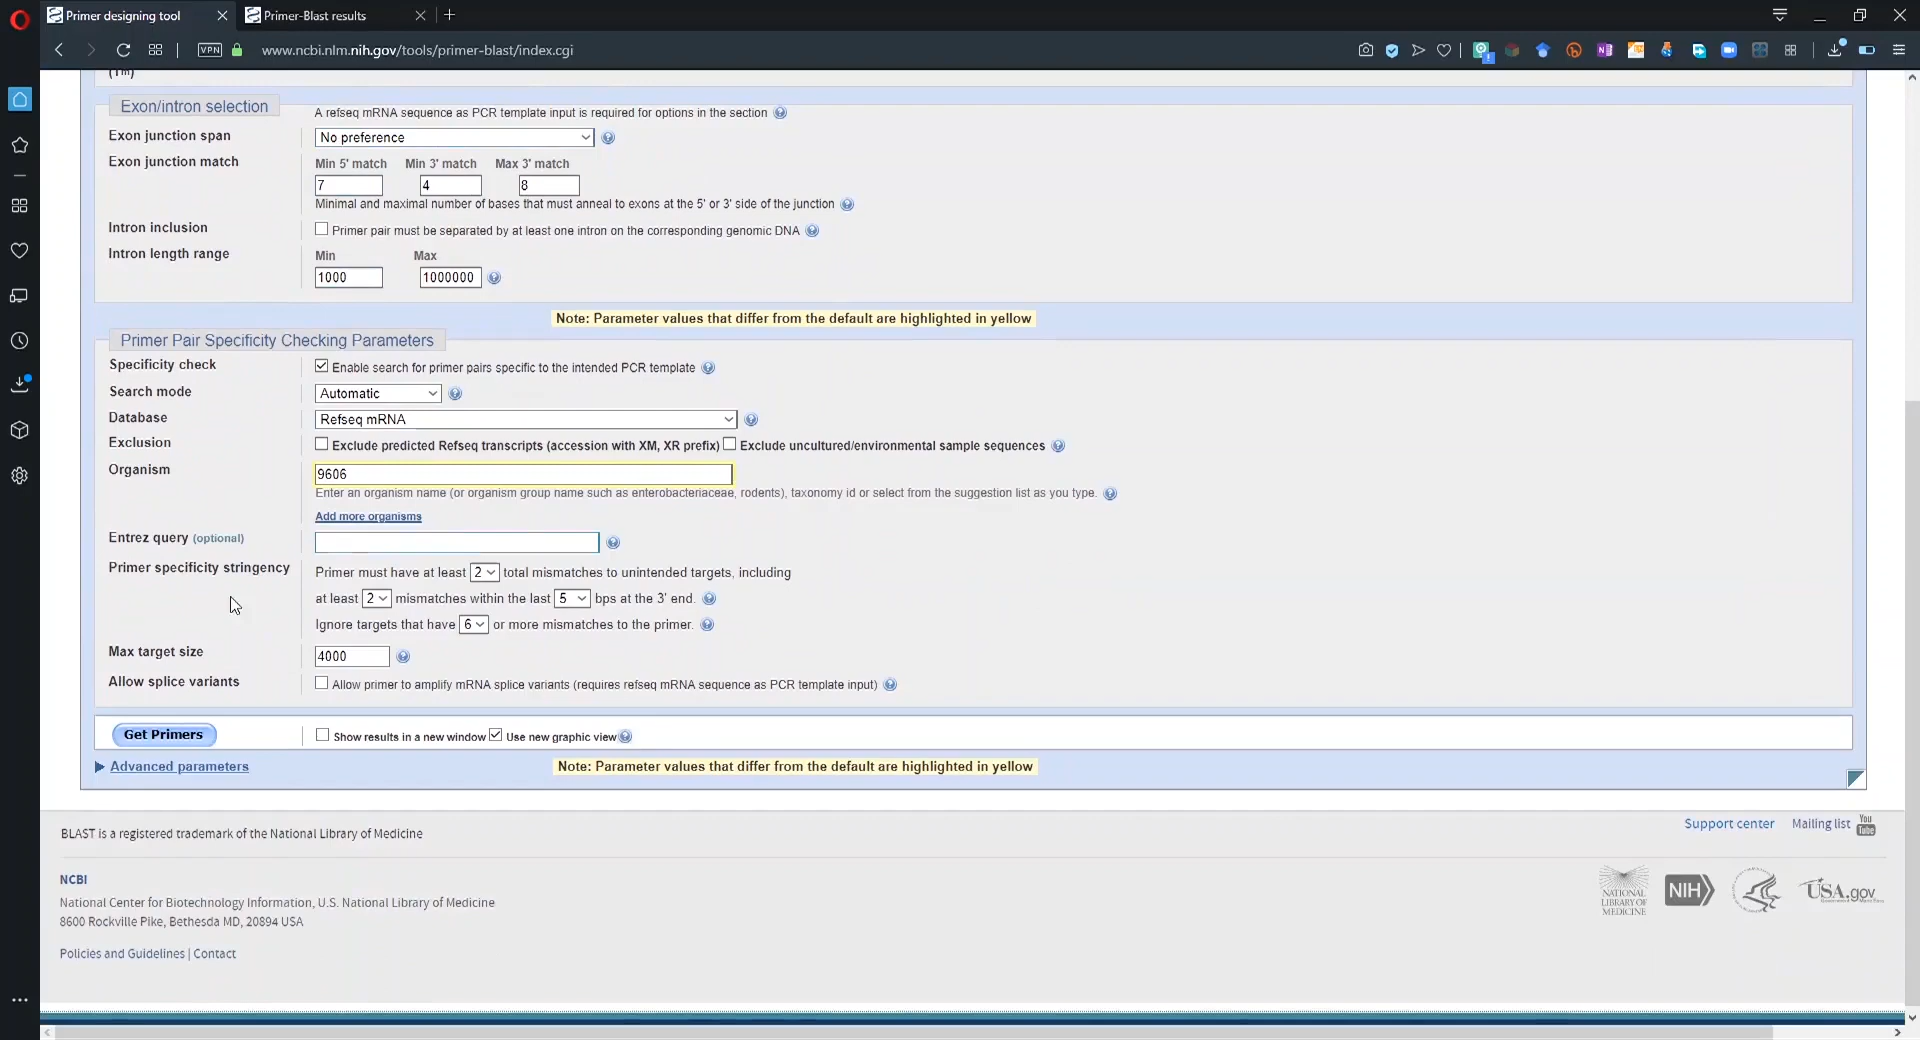 Primer designing tool
Primer-Blast results
VPN
www.ncbi.nlm.nih.gov/tools/primer-blast/index.cgi
(Tm)
Exon/intron selection
A refseq mRNA sequence as PCR template input is required for options in the section
Exon junction span
No preference
Exon junction match
Min 5' match Min 3' match Max 3' match
7 4 8
Minimal and maximal number of bases that must anneal to exons at the 5' or 3' side of the junction
Intron inclusion
Primer pair must be separated by at least one intron on the corresponding genomic DNA
Intron length range
Min Max
1000 1000000
Note: Parameter values that differ from the default are highlighted in yellow
Primer Pair Specificity Checking Parameters
Specificity check
Enable search for primer pairs specific to the intended PCR template
Search mode
Automatic
Database
Refseq mRNA
Exclusion
Exclude predicted Refseq transcripts (accession with XM, XR prefix) Exclude uncultured/environmental sample sequences
Organism
9606
Enter an organism name (or organism group name such as enterobacteriaceae, rodents), taxonomy id or select from the suggestion list as you type.
Add more organisms
Entrez query (optional)
Primer specificity stringency
Primer must have at least 2 total mismatches to unintended targets, including
at least 2 mismatches within the last 5 bps at the 3' end.
Ignore targets that have 6 or more mismatches to the primer.
Max target size
4000
Allow splice variants
Allow primer to amplify mRNA splice variants (requires refseq mRNA sequence as PCR template input)
Get Primers
Show results in a new window Use new graphic view
Advanced parameters
Note: Parameter values that differ from the default are highlighted in yellow
BLAST is a registered trademark of the National Library of Medicine
Support center Mailing list You Tube
NCBI
National Center for Biotechnology Information, U.S. National Library of Medicine
8600 Rockville Pike, Bethesda MD, 20894 USA
Policies and Guidelines | Contact
NATIONAL
LIBRARY OF
MEDICINE
NIH
USA.gov